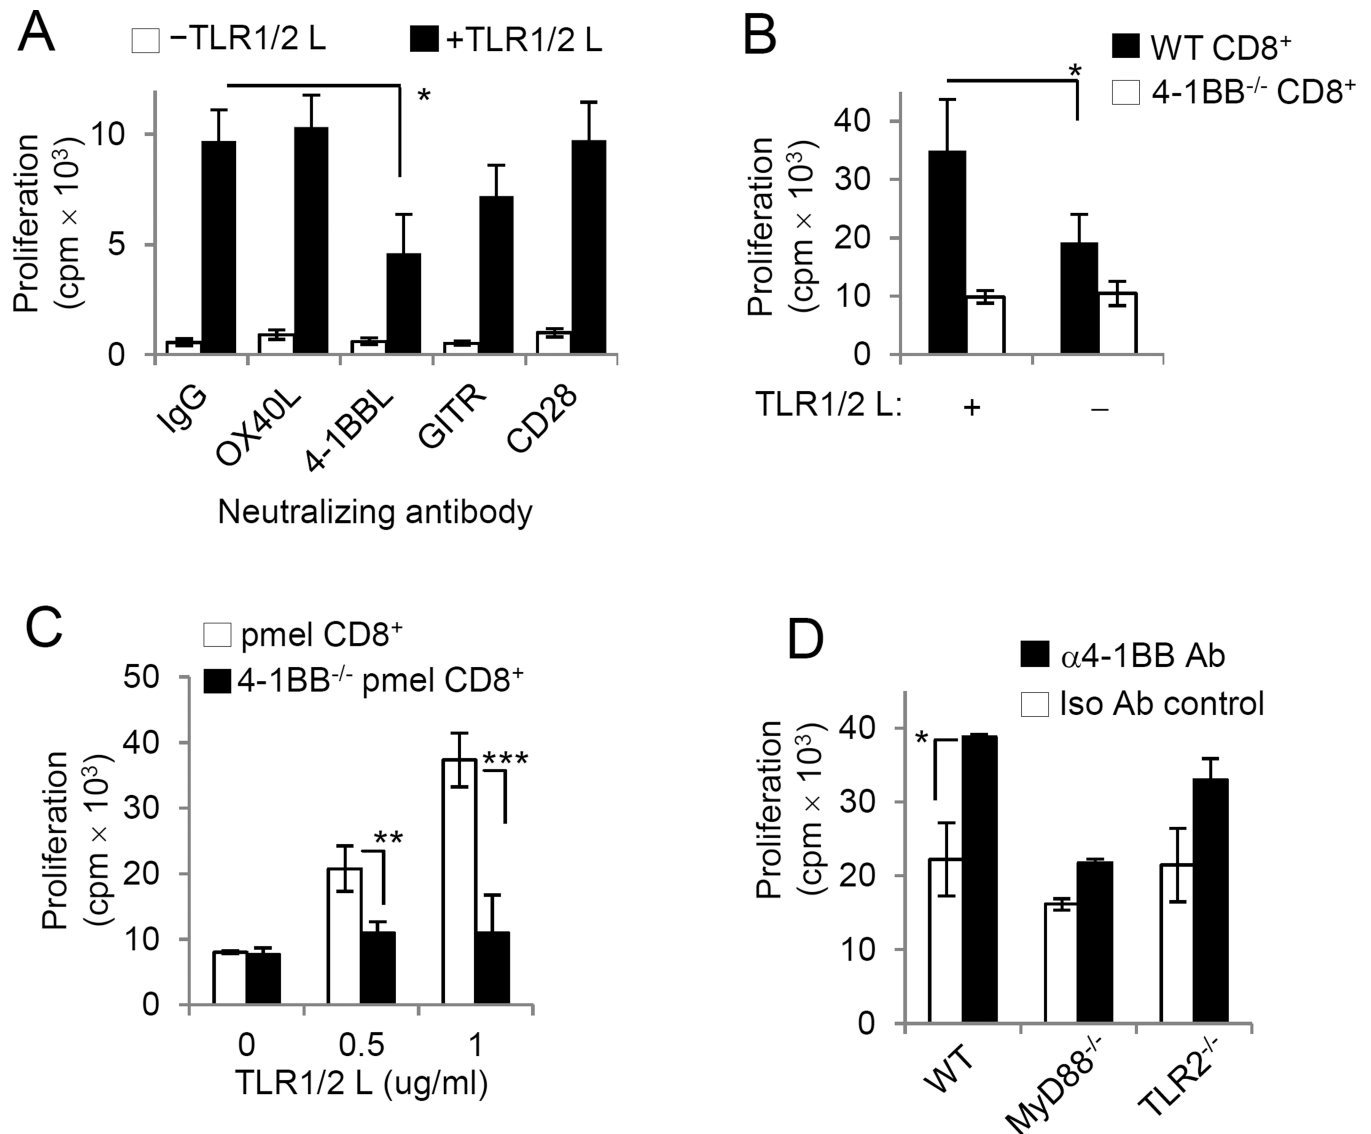 A
−TLR1/2 L
+TLR1/2 L
*
Proliferation
(cpm × 10³)
10
5
0
IgG
OX40L
4-1BBL
GITR
CD28
Neutralizing antibody
B
WT CD8⁺
4-1BB⁻/⁻ CD8⁺
*
Proliferation
(cpm × 10³)
40
30
20
10
0
TLR1/2 L: + −
C
pmel CD8⁺
4-1BB⁻/⁻ pmel CD8⁺
Proliferation
(cpm × 10³)
50
40
30
20
10
0
**
***
0 0.5 1
TLR1/2 L (ug/ml)
D
α4-1BB Ab
Iso Ab control
*
Proliferation
(cpm × 10³)
40
30
20
10
0
WT
MyD88⁻/⁻
TLR2⁻/⁻